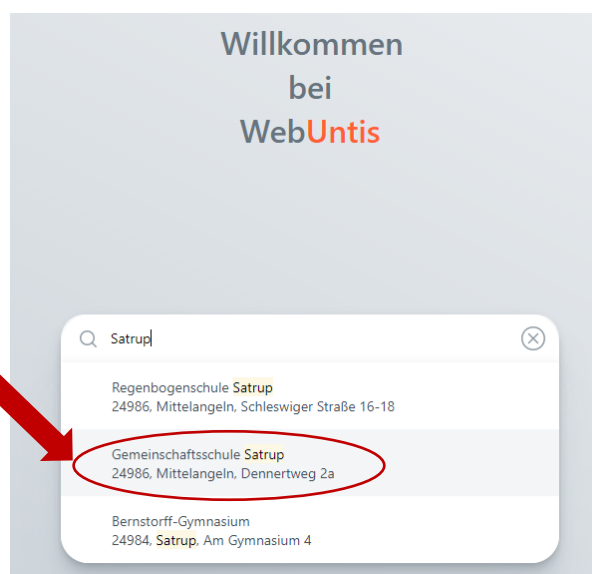 Willkommen
bei
WebUntis
Satrup
Regenbogenschule Satrup
24986, Mittelangeln, Schleswiger Straße 16-18
Gemeinschaftsschule Satrup
24986, Mittelangeln, Dennertweg 2a
Bernstorff-Gymnasium
24984, Satrup, Am Gymnasium 4